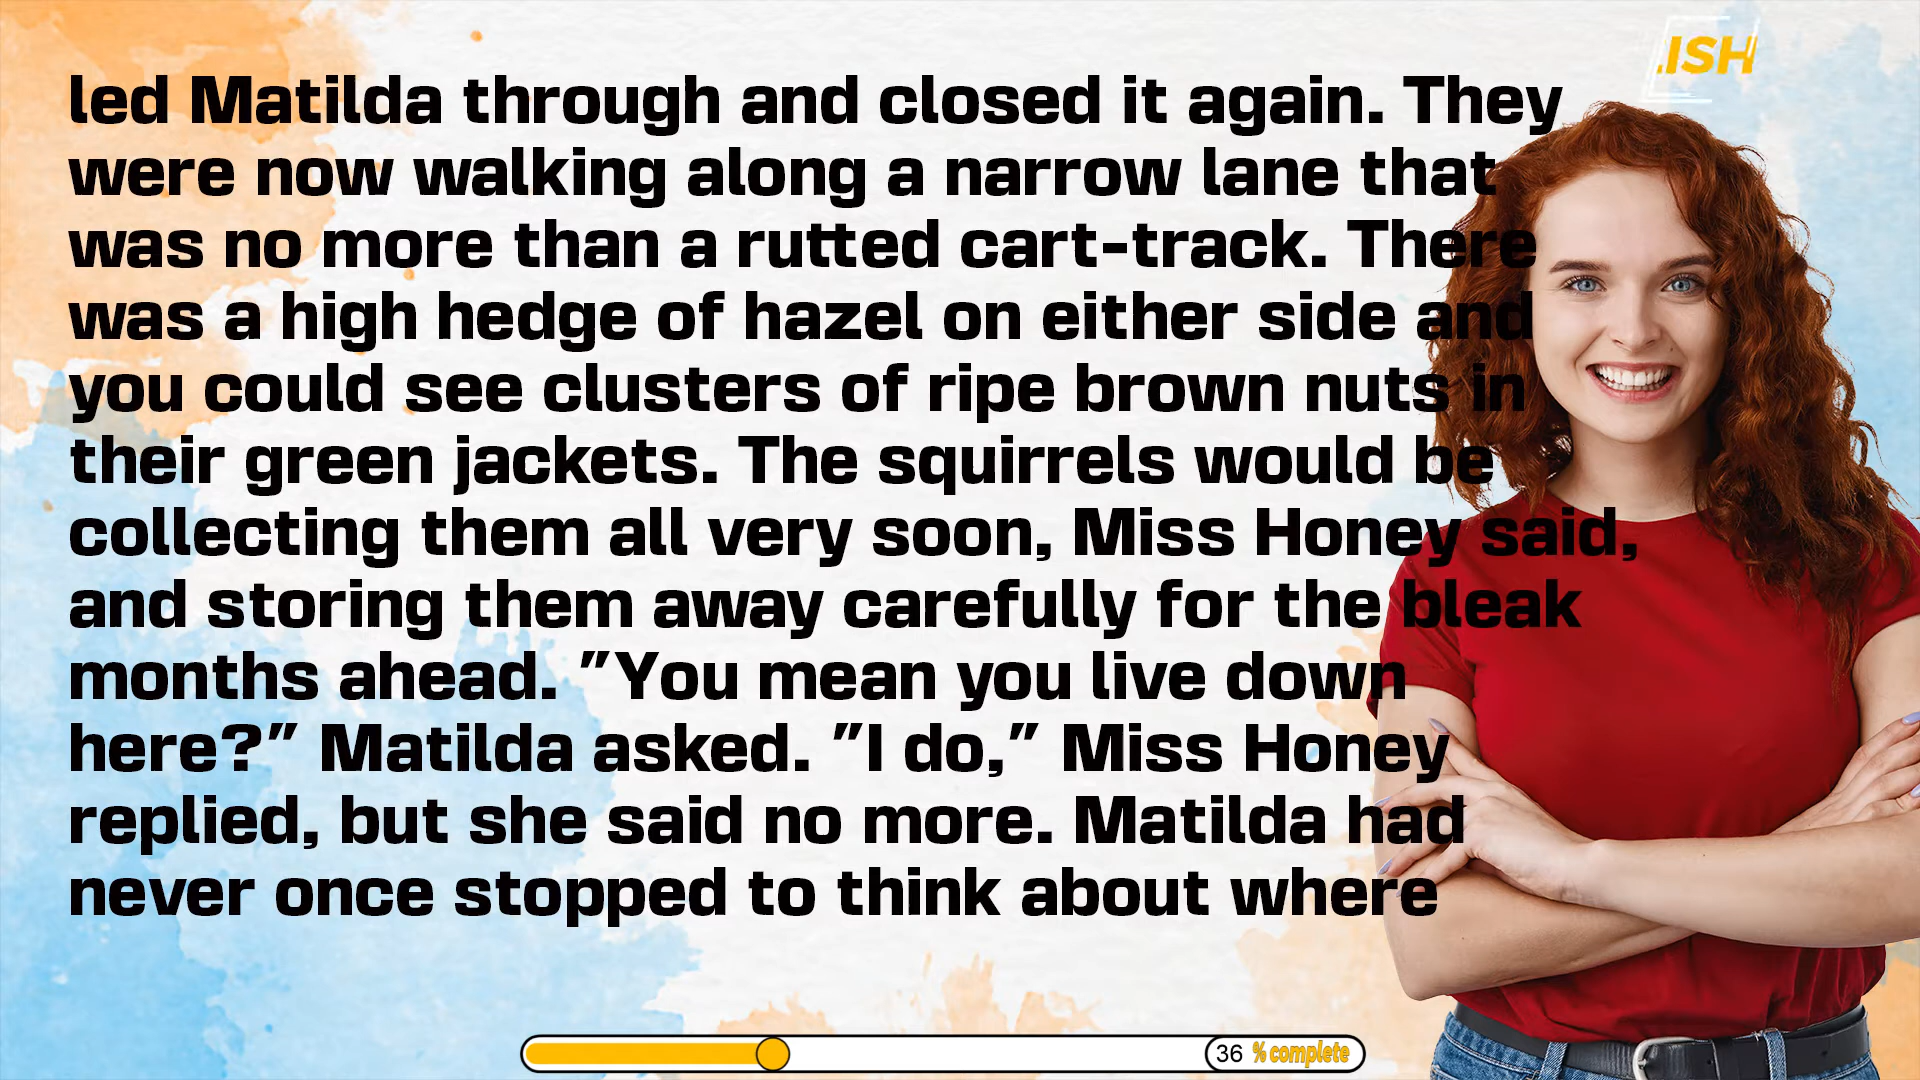 .ISH
led Matilda through and closed it again. They
were now walking along a narrow lane that
was no more than a rutted cart-track. There
was a high hedge of hazel on either side and
you could see clusters of ripe brown nuts in
their green jackets. The squirrels would be
collecting them all very soon, Miss Honey said,
and storing them away carefully for the bleak
months ahead. "You mean you live down
here?" Matilda asked. "I do," Miss Honey
replied, but she said no more. Matilda had
never once stopped to think about where
36 % complete